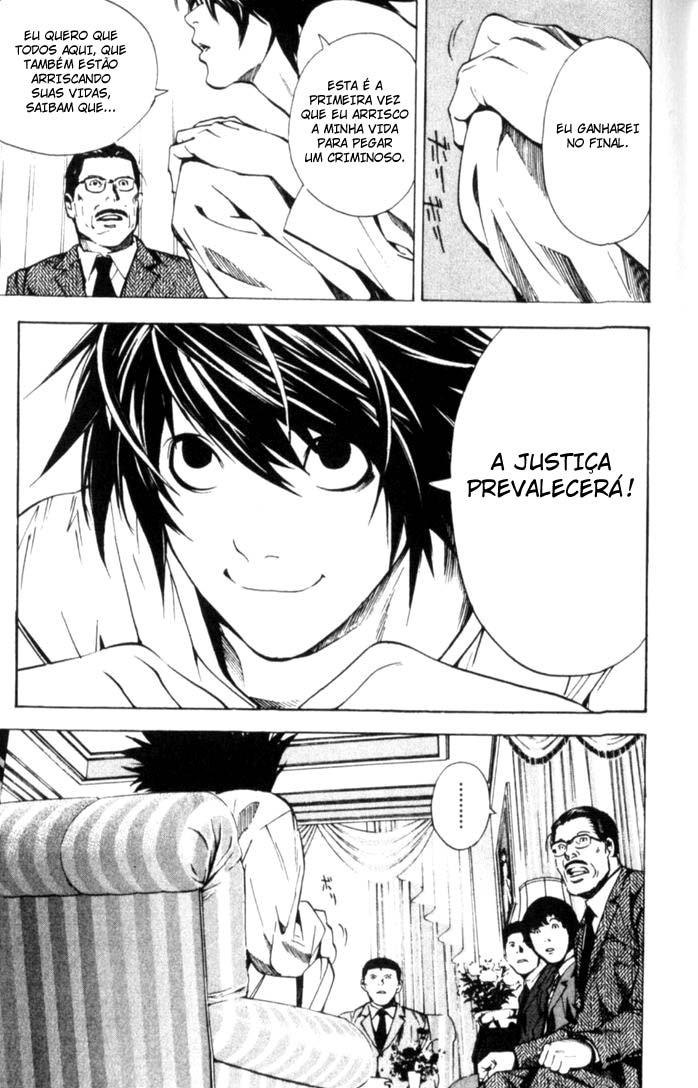 EU GANHAREI
NO FINAL.
ESTA É A
PRIMEIRA VEZ
QUE EU ARRISCO
A MINHA VIDA
PARA PEGAR
UM CRIMINOSO.
EU QUERO QUE
TODOS AQUI, QUE
TAMBÉM ESTÃO
ARRISCANDO
SUAS VIDAS,
SAIBAM QUE...
A JUSTIÇA
PREVALECERÁ!
........